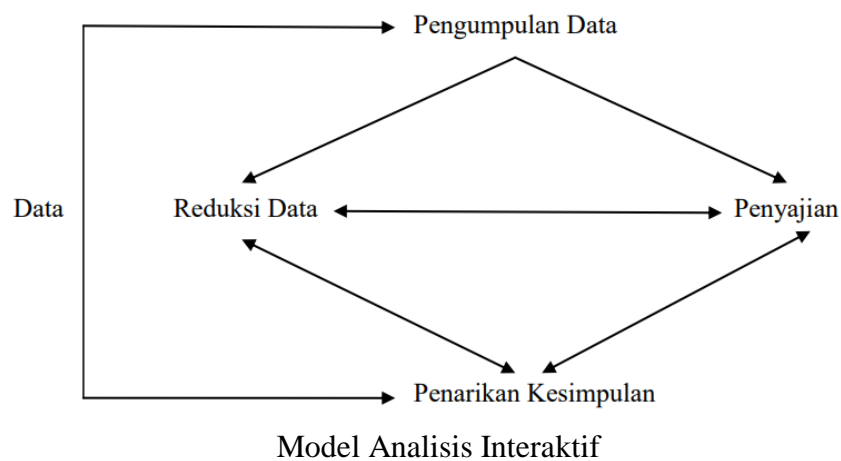 Pengumpulan Data
Data
Reduksi Data
Penyajian
Penarikan Kesimpulan
Model Analisis Interaktif